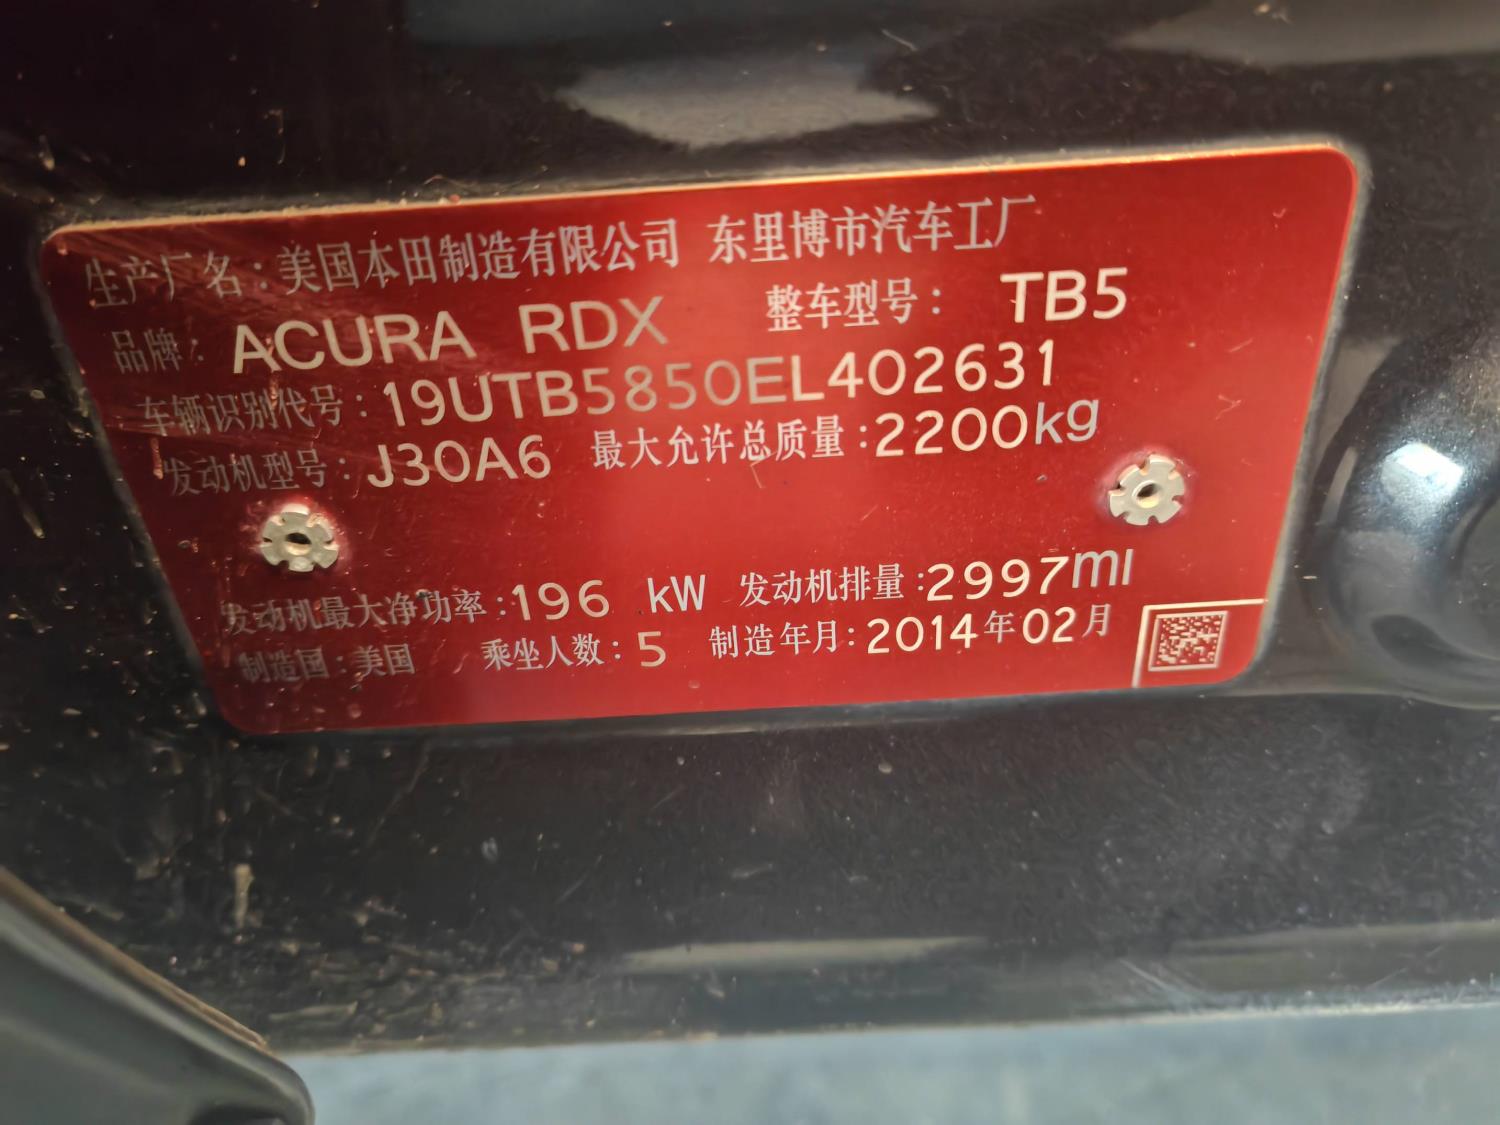 生产厂名：美国本田制造有限公司 东里博市汽车工厂
品牌：ACURA RDX 整车型号：TB5
车辆识别代号：19UTB5850EL402631
发动机型号：J30A6 最大允许总质量：2200kg
发动机最大净功率：196 kW 发动机排量：2997ml
制造国：美国 乘坐人数：5 制造年月：2014年02月